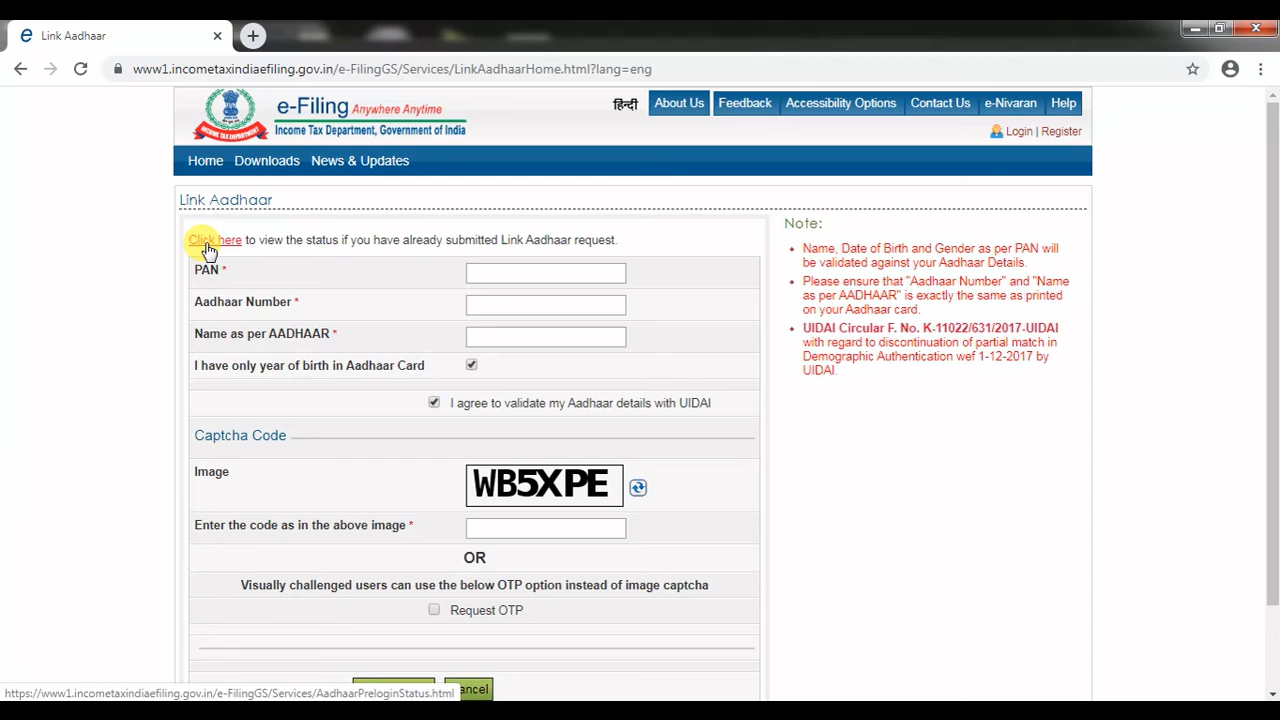 Link Aadhaar
www1.incometaxindiaefiling.gov.in/e-FilingGS/Services/LinkAadhaarHome.html?lang=eng
e-Filing Anywhere Anytime
Income Tax Department, Government of India
हिन्दी About Us Feedback Accessibility Options Contact Us e-Nivaran Help
Login | Register
Home Downloads News & Updates
Link Aadhaar
Click here to view the status if you have already submitted Link Aadhaar request.
PAN *
Aadhaar Number *
Name as per AADHAAR *
I have only year of birth in Aadhaar Card
I agree to validate my Aadhaar details with UIDAI
Captcha Code
Image
WB5XPE
Enter the code as in the above image *
OR
Visually challenged users can use the below OTP option instead of image captcha
Request OTP
Note:
Name, Date of Birth and Gender as per PAN will
be validated against your Aadhaar Details.
Please ensure that "Aadhaar Number" and "Name
as per AADHAAR" is exactly the same as printed
on your Aadhaar card.
UIDAI Circular F. No. K-11022/631/2017-UIDAI
with regard to discontinuation of partial match in
Demographic Authentication wef 1-12-2017 by
UIDAI.
https://www1.incometaxindiaefiling.gov.in/e-FilingGS/Services/AadhaarPreloginStatus.html